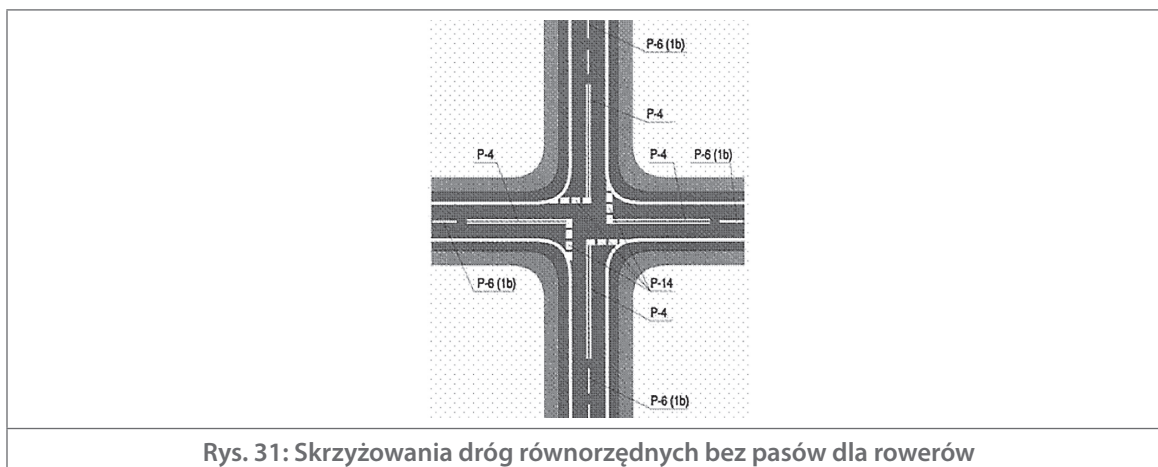 P-6 (1b)
P-4
P-4
P-4
P-6 (1b)
P-6 (1b)
P-14
P-4
P-6 (1b)
Rys. 31: Skrzyżowania dróg równorzędnych bez pasów dla rowerów